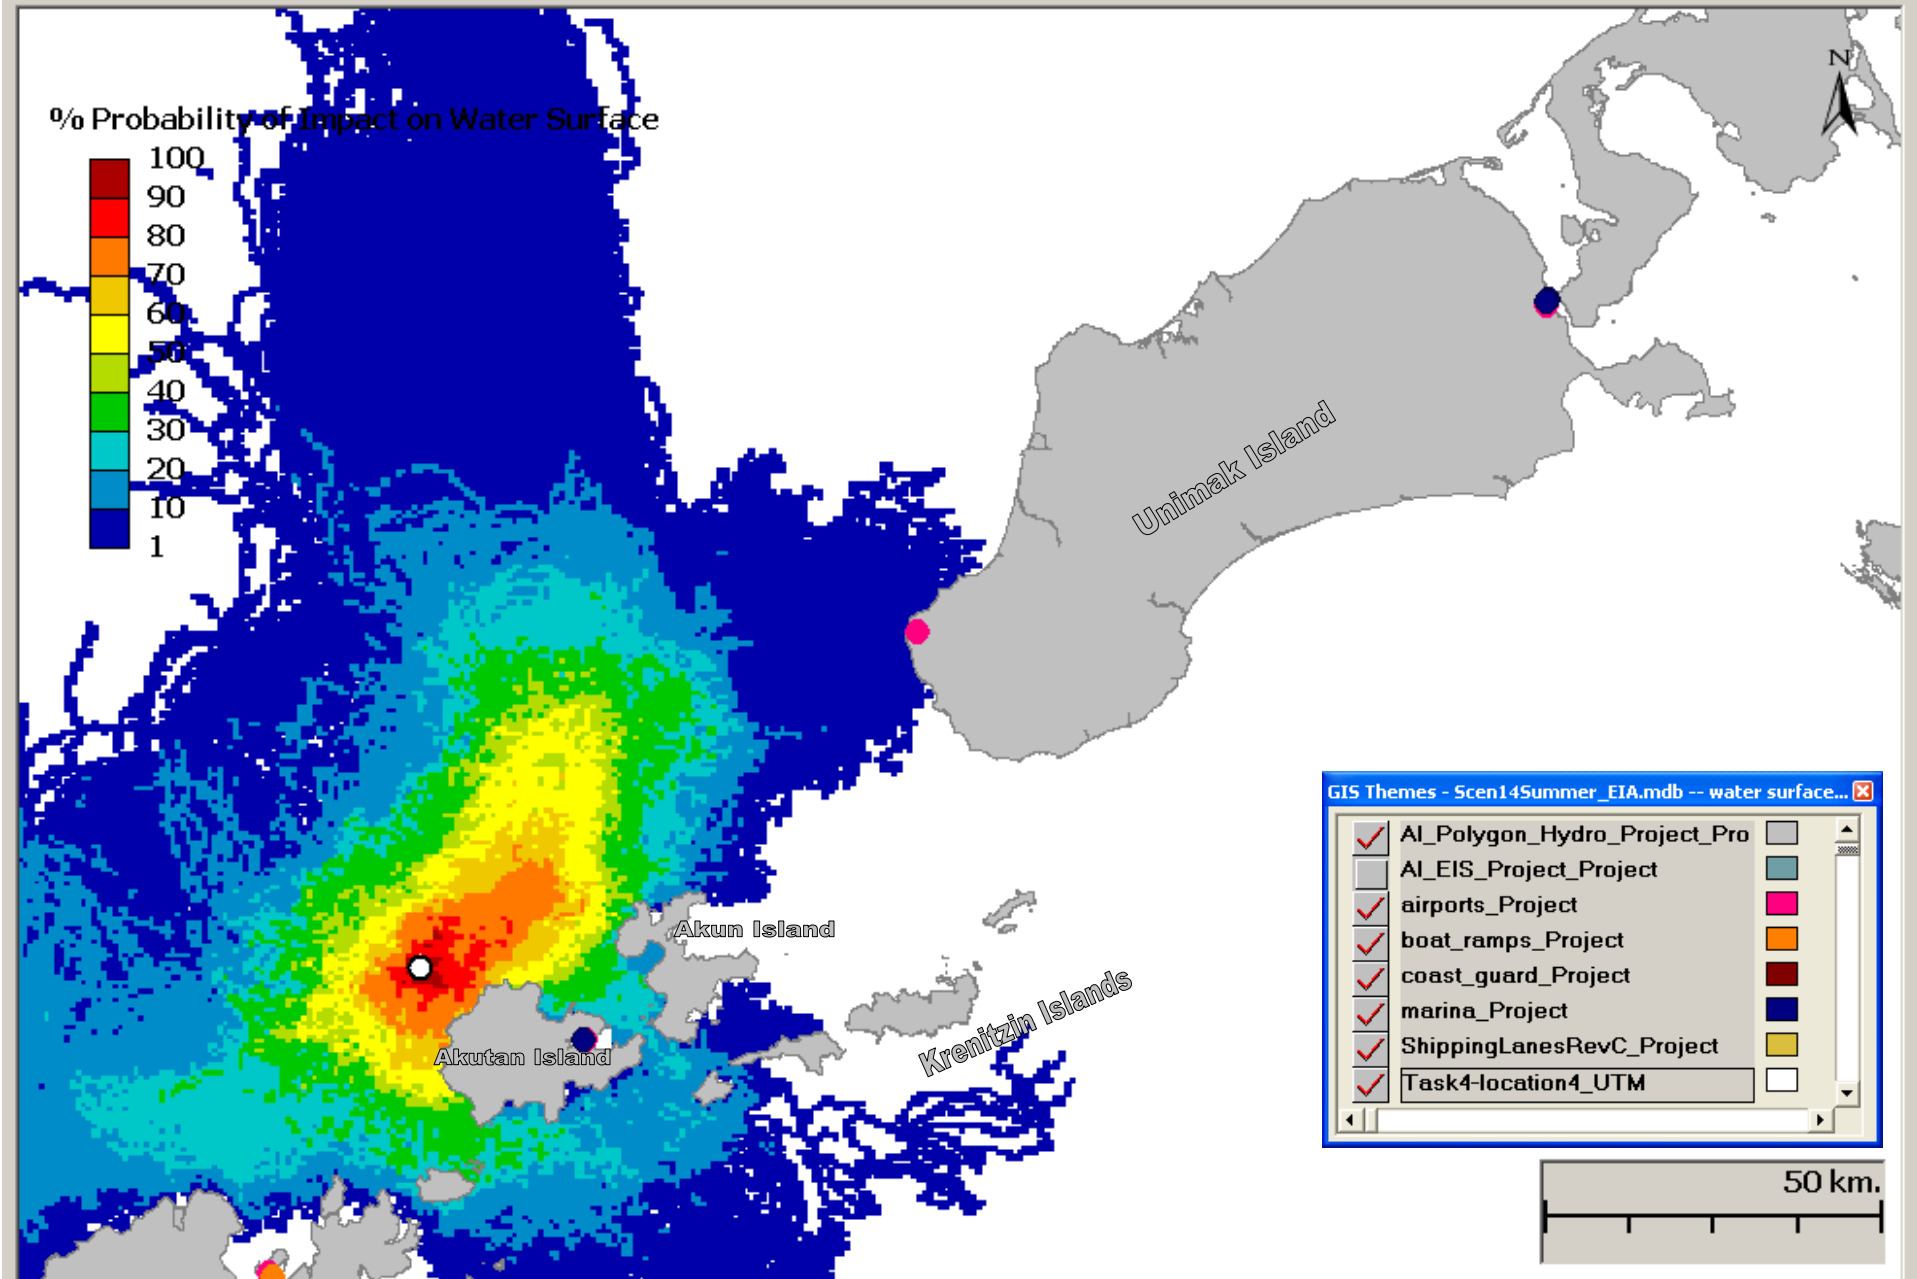 N
% Probability of Impact on Water Surface
100
90
80
70
60
50
40
30
20
10
1
Unimak Island
Akun Island
Krenitzin Islands
Akutan Island
GIS Themes - Scen14Summer_EIA.mdb -- water surface...
AI_Polygon_Hydro_Project_Pro
AI_EIS_Project_Project
airports_Project
boat_ramps_Project
coast_guard_Project
marina_Project
ShippingLanesRevC_Project
Task4-location4_UTM
50 km.